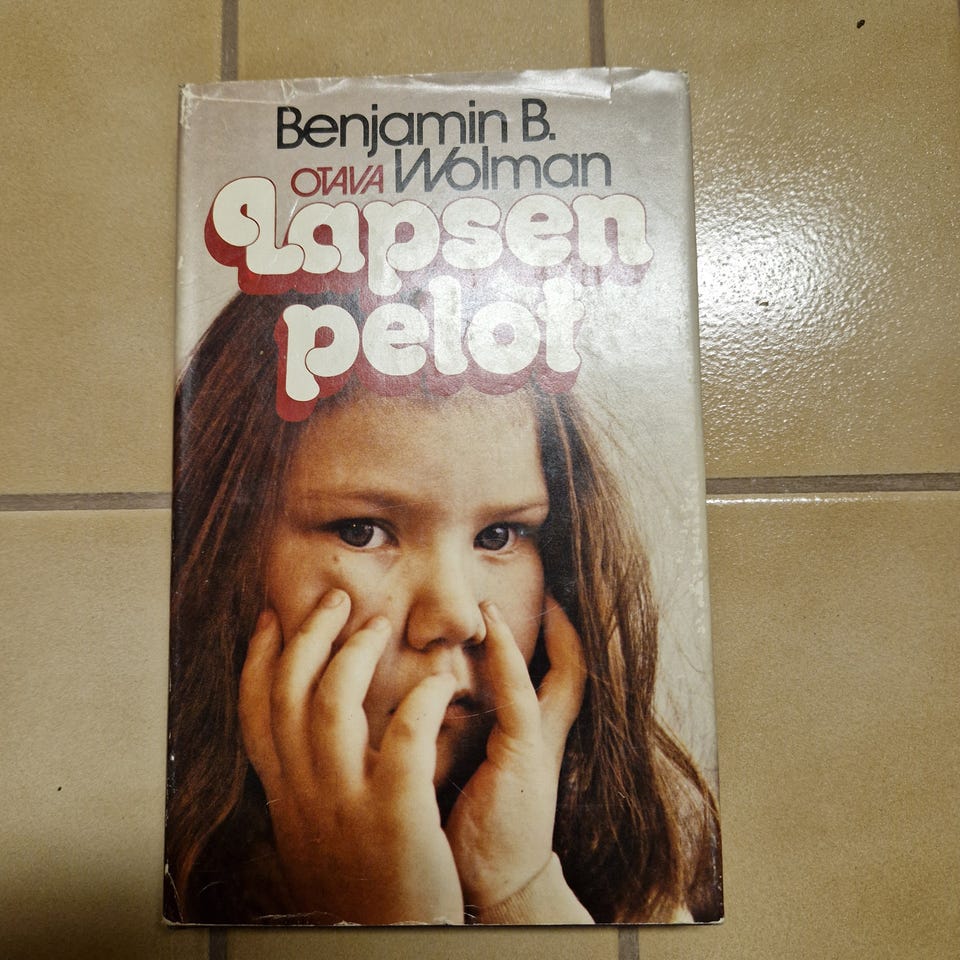 Benjamin B.
OTAVA Wolman
Lapsen
pelot